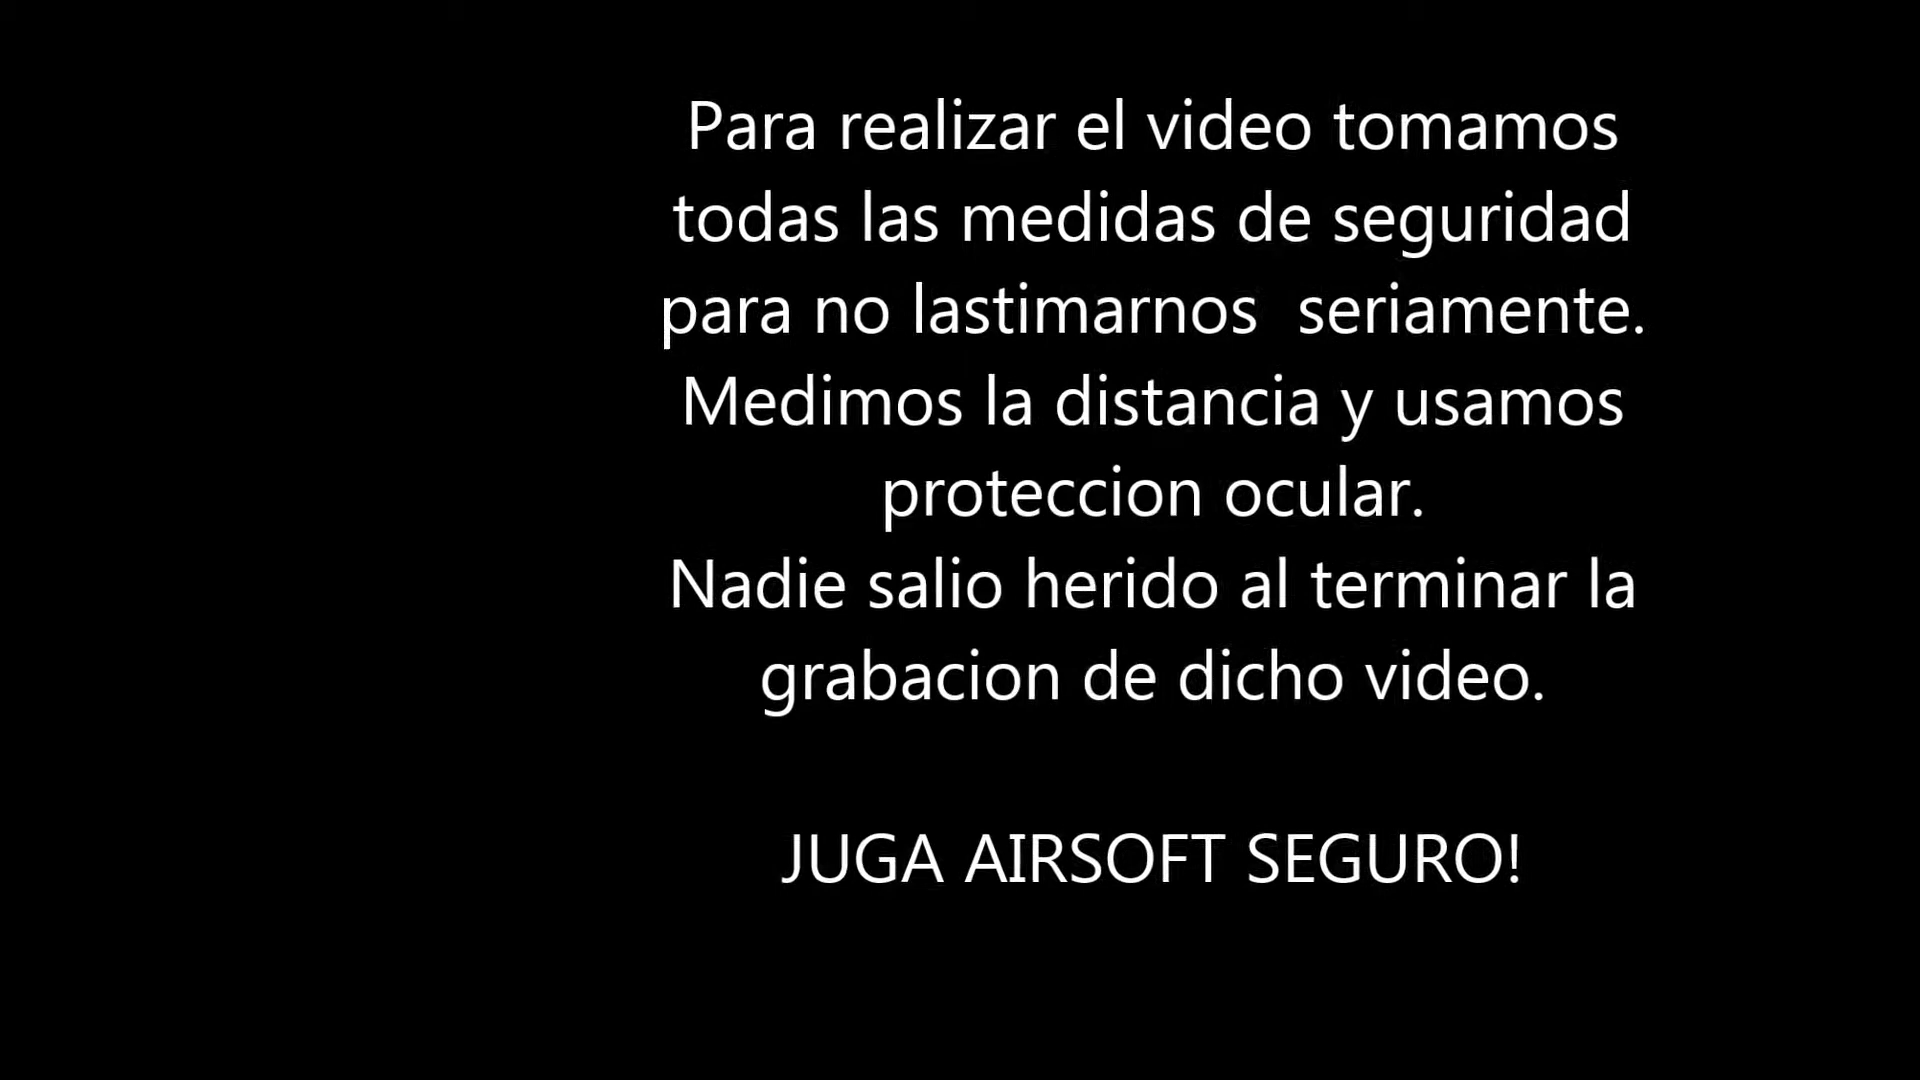 Para realizar el video tomamos
todas las medidas de seguridad
para no lastimarnos  seriamente.
Medimos la distancia y usamos
proteccion ocular.
Nadie salio herido al terminar la
grabacion de dicho video.
JUGA AIRSOFT SEGURO!